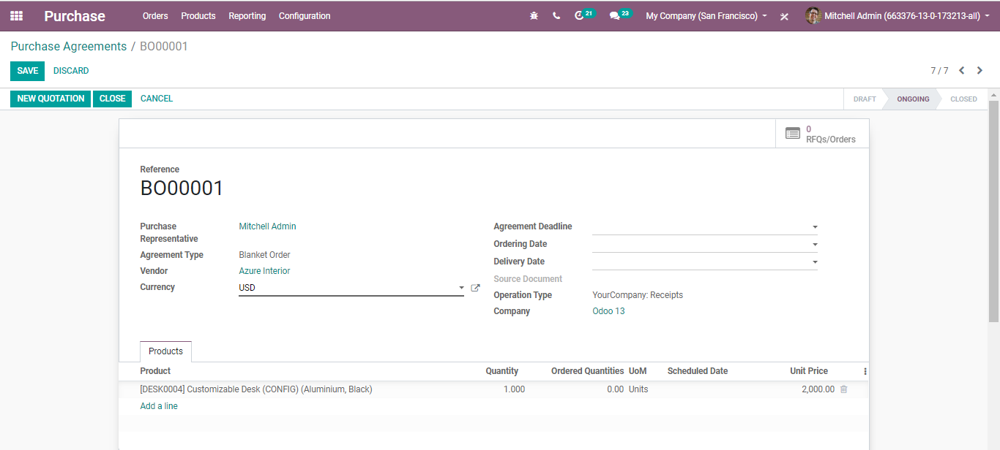 Purchase Orders Products Reporting Configuration 21 23 My Company (San Francisco) Mitchell Admin (663376-13-0-173213-all)
Purchase Agreements / BO00001
SAVE DISCARD 7 / 7
NEW QUOTATION CLOSE CANCEL DRAFT ONGOING CLOSED
0
RFQs/Orders
Reference
BO00001
Purchase Representative Mitchell Admin
Agreement Type Blanket Order
Vendor Azure Interior
Currency USD
Agreement Deadline
Ordering Date
Delivery Date
Source Document
Operation Type YourCompany: Receipts
Company Odoo 13
Products
Product Quantity Ordered Quantities UoM Scheduled Date Unit Price
[DESK0004] Customizable Desk (CONFIG) (Aluminium, Black) 1.000 0.00 Units 2,000.00
Add a line